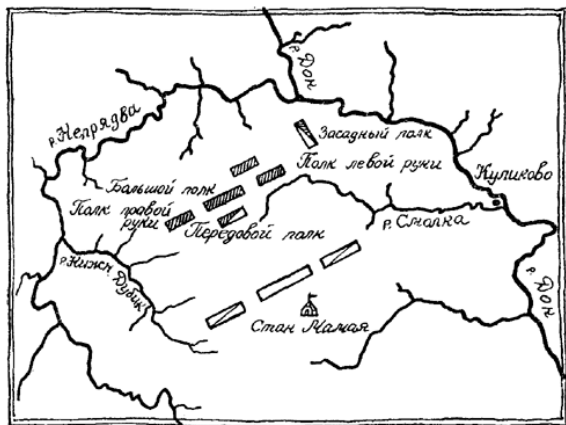 р. Дон
р. Непрядва
Засадный полк
Полк левой руки
Большой полк
Куликово
Полк правой
руки
Передовой полк
р. Смолка
р. Нижн Дубик
Стан Мамая
р. Дон